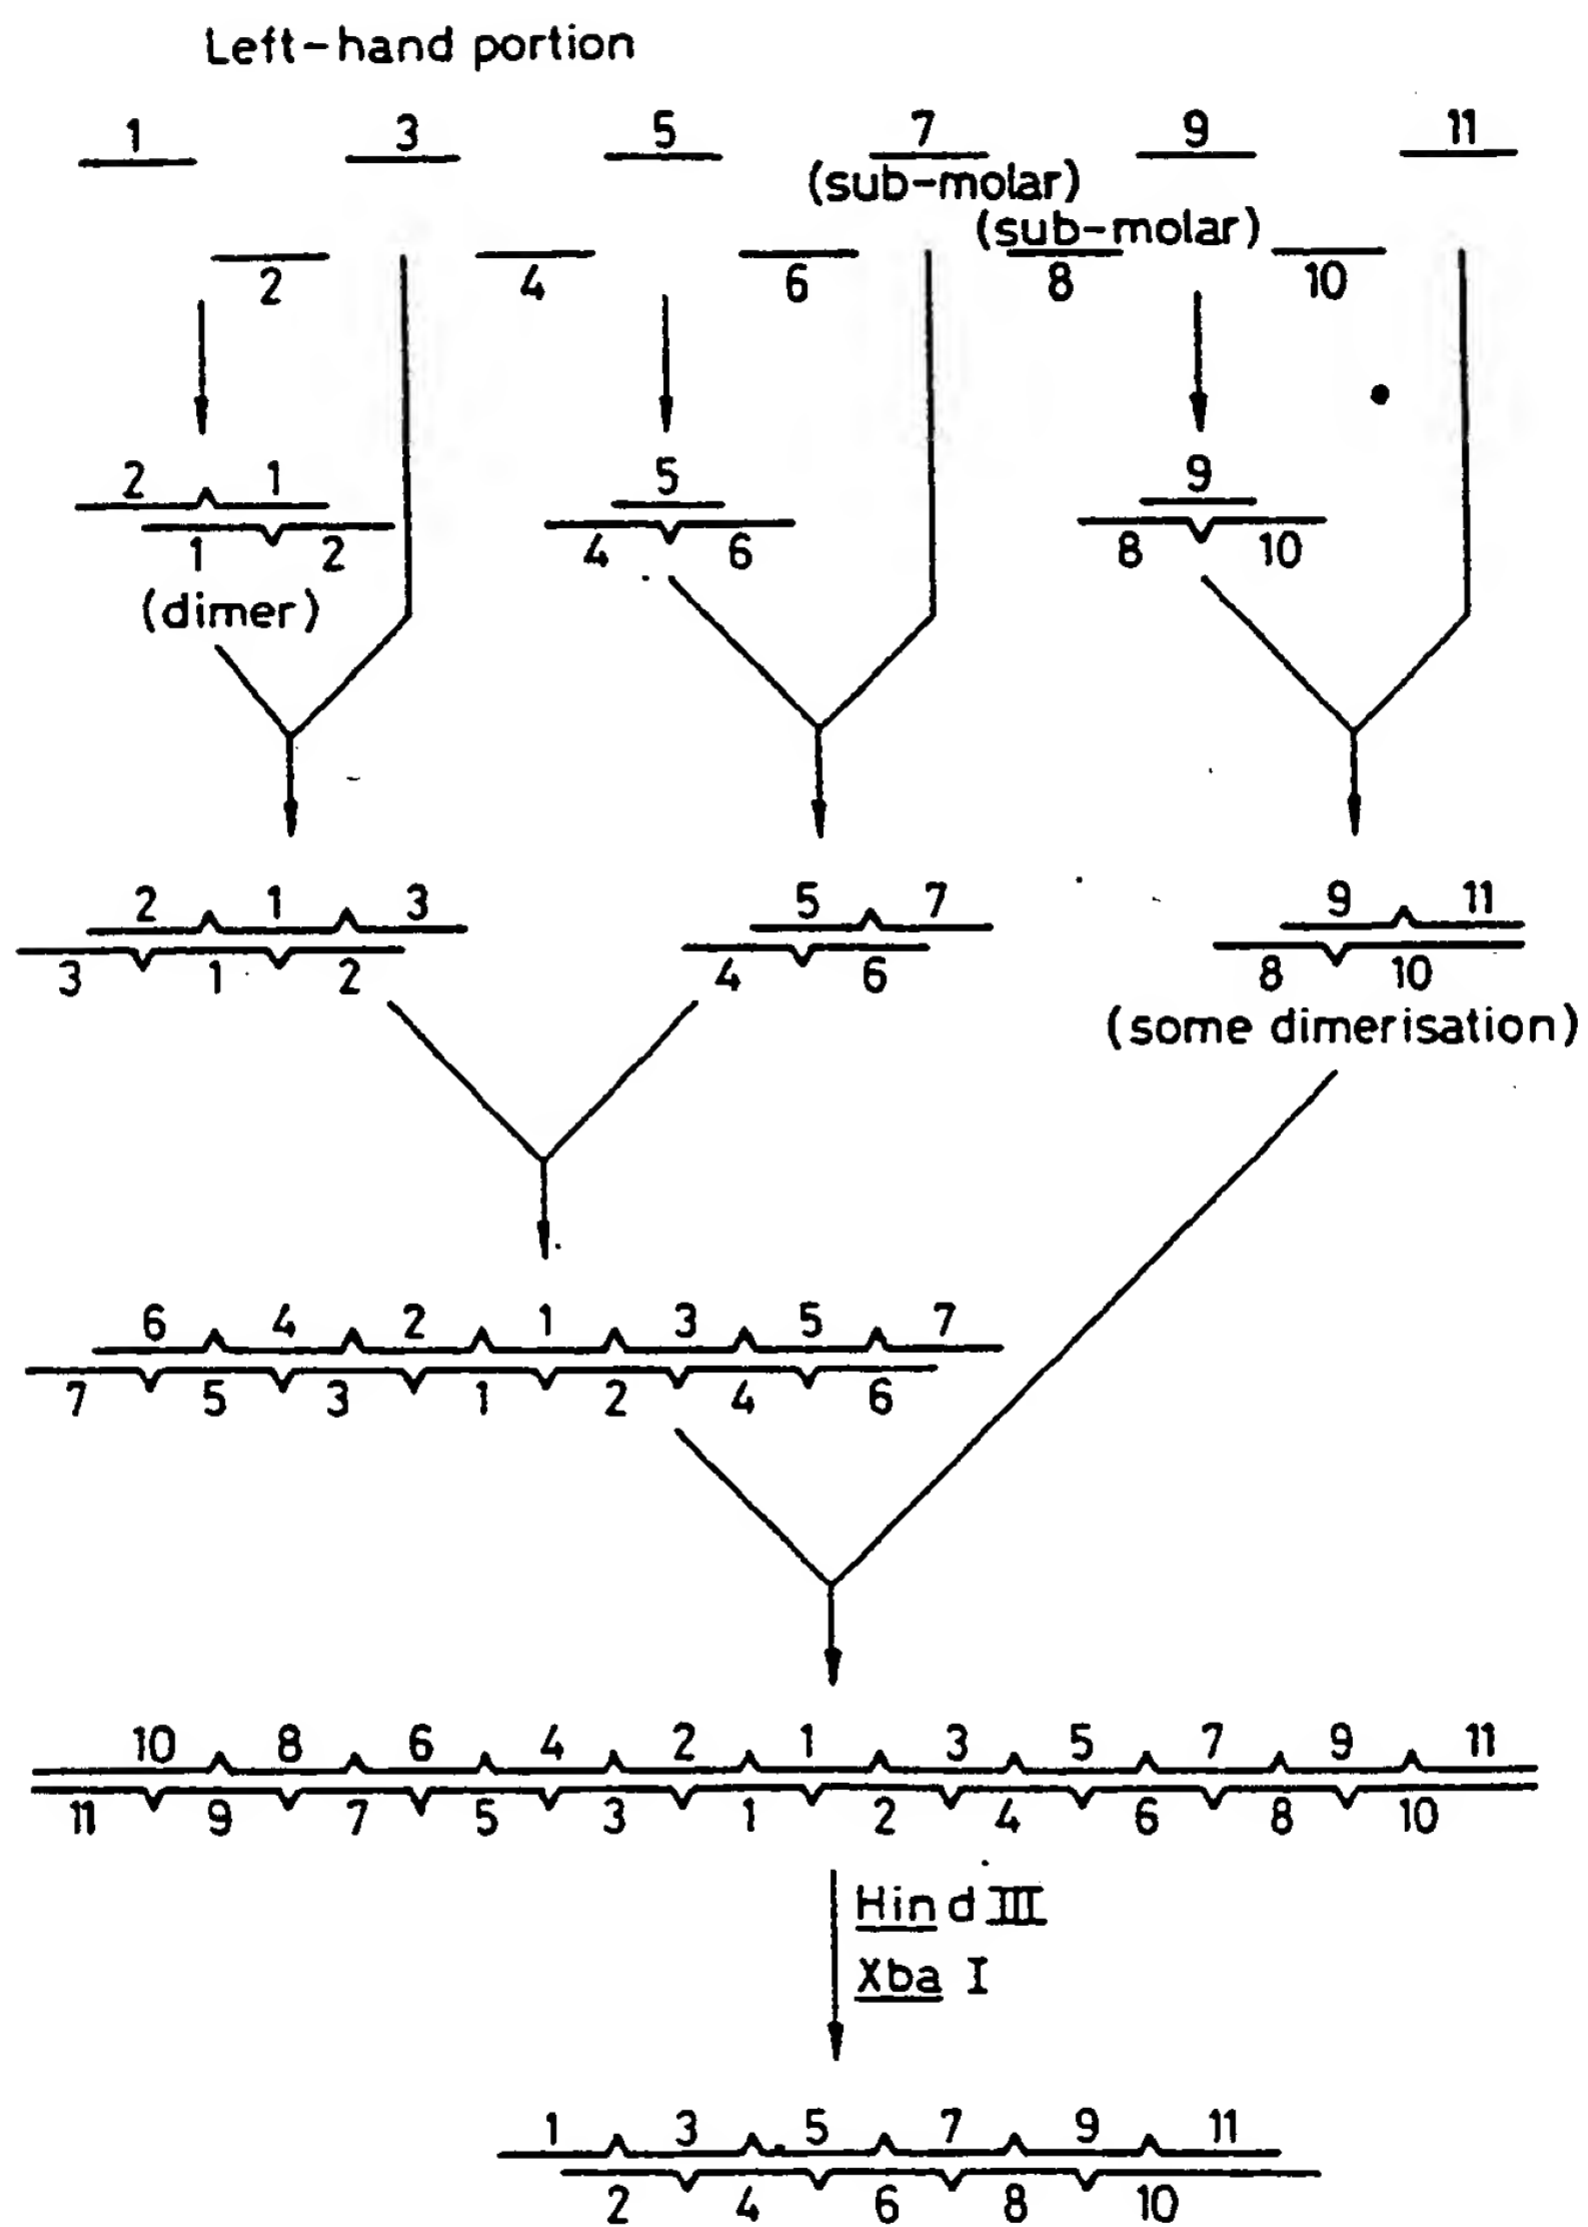 Left-hand portion
1 3 5 7 9 11
(sub-molar)
(sub-molar)
2 4 6 8 10
2 1 5 9
1 2 4 6 8 10
(dimer)
2 1 3 5 7 9 11
3 1 2 4 6 8 10
(some dimerisation)
6 4 2 1 3 5 7
7 5 3 1 2 4 6
10 8 6 4 2 1 3 5 7 9 11
11 9 7 5 3 1 2 4 6 8 10
Hind III
Xba I
1 3 5 7 9 11
2 4 6 8 10